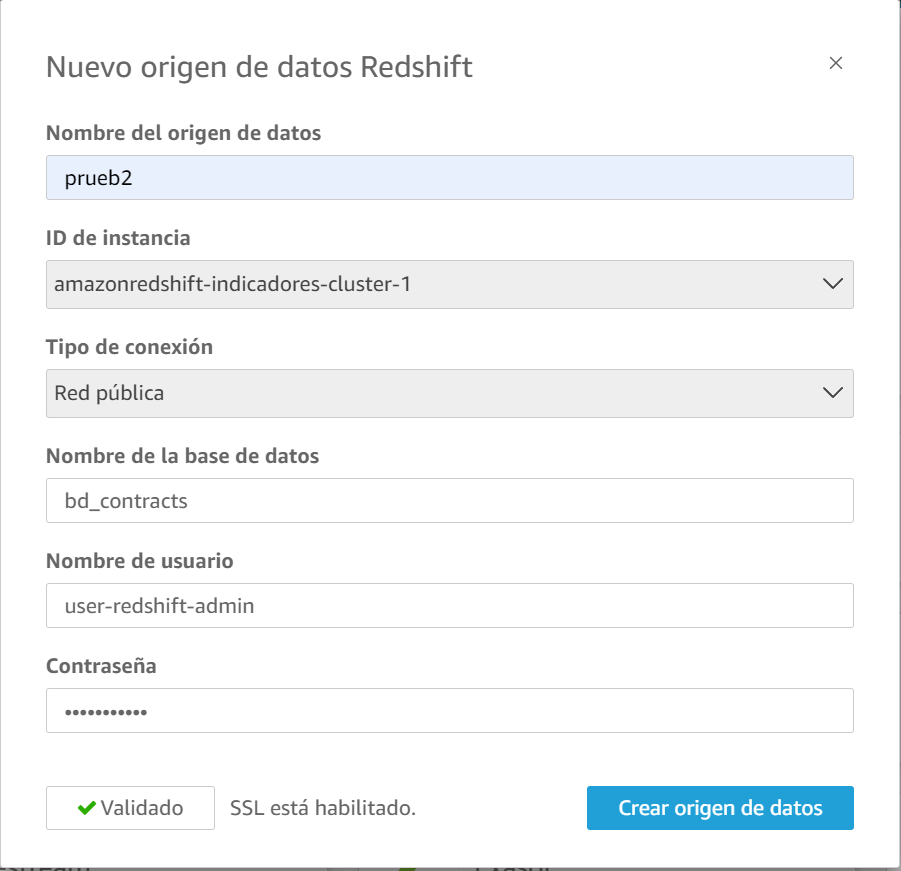 Nuevo origen de datos Redshift
Nombre del origen de datos
prueb2
ID de instancia
amazonredshift-indicadores-cluster-1
Tipo de conexión
Red pública
Nombre de la base de datos
bd_contracts
Nombre de usuario
user-redshift-admin
Contraseña
•••••••••••
Validado SSL está habilitado. Crear origen de datos